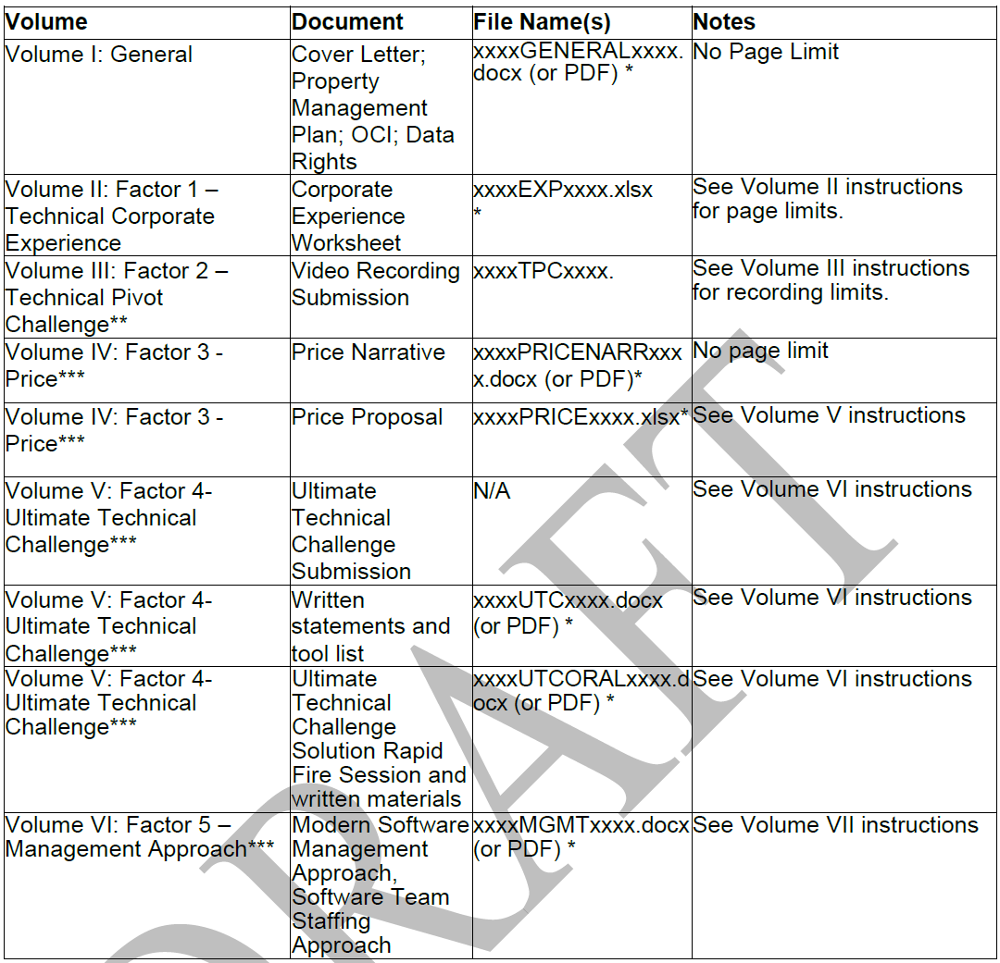 Volume Document File Name(s) Notes
Volume I: General
Cover Letter;
Property
Management
Plan; OCI; Data
Rights
xxxxGENERALxxxx.
docx (or PDF) *
No Page Limit
Volume II: Factor 1 –
Technical Corporate
Experience
Corporate
Experience
Worksheet
xxxxEXPxxxx.xlsx
*
See Volume II instructions
for page limits.
Volume III: Factor 2 –
Technical Pivot
Challenge**
Video Recording
Submission
xxxxTPCxxxx.
See Volume III instructions
for recording limits.
Volume IV: Factor 3 -
Price***
Price Narrative
xxxxPRICENARRxxx
x.docx (or PDF)*
No page limit
Volume IV: Factor 3 -
Price***
Price Proposal
xxxxPRICExxxx.xlsx*
See Volume V instructions
Volume V: Factor 4-
Ultimate Technical
Challenge***
Ultimate
Technical
Challenge
Submission
N/A
See Volume VI instructions
Volume V: Factor 4-
Ultimate Technical
Challenge***
Written
statements and
tool list
xxxxUTCxxxx.docx
(or PDF) *
See Volume VI instructions
Volume V: Factor 4-
Ultimate Technical
Challenge***
Ultimate
Technical
Challenge
Solution Rapid
Fire Session and
written materials
xxxxUTCORALxxxx.d
ocx (or PDF) *
See Volume VI instructions
Volume VI: Factor 5 –
Management Approach***
Modern Software
Management
Approach,
Software Team
Staffing
Approach
xxxxMGMTxxxx.docx
(or PDF) *
See Volume VII instructions
DRAFT